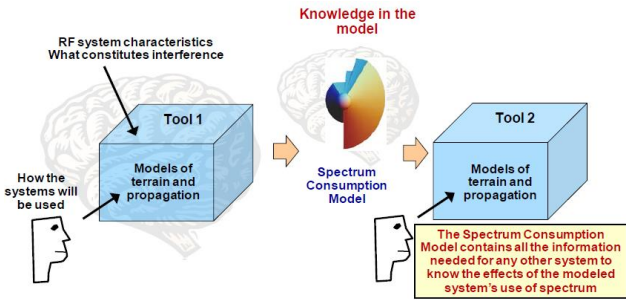 Knowledge in the
model
RF system characteristics
What constitutes interference
Tool 1
Models of
terrain and
propagation
How the
systems will
be used
Spectrum
Consumption
Model
Tool 2
Models of
terrain and
propagation
The Spectrum Consumption
Model contains all the information
needed for any other system to
know the effects of the modeled
system's use of spectrum